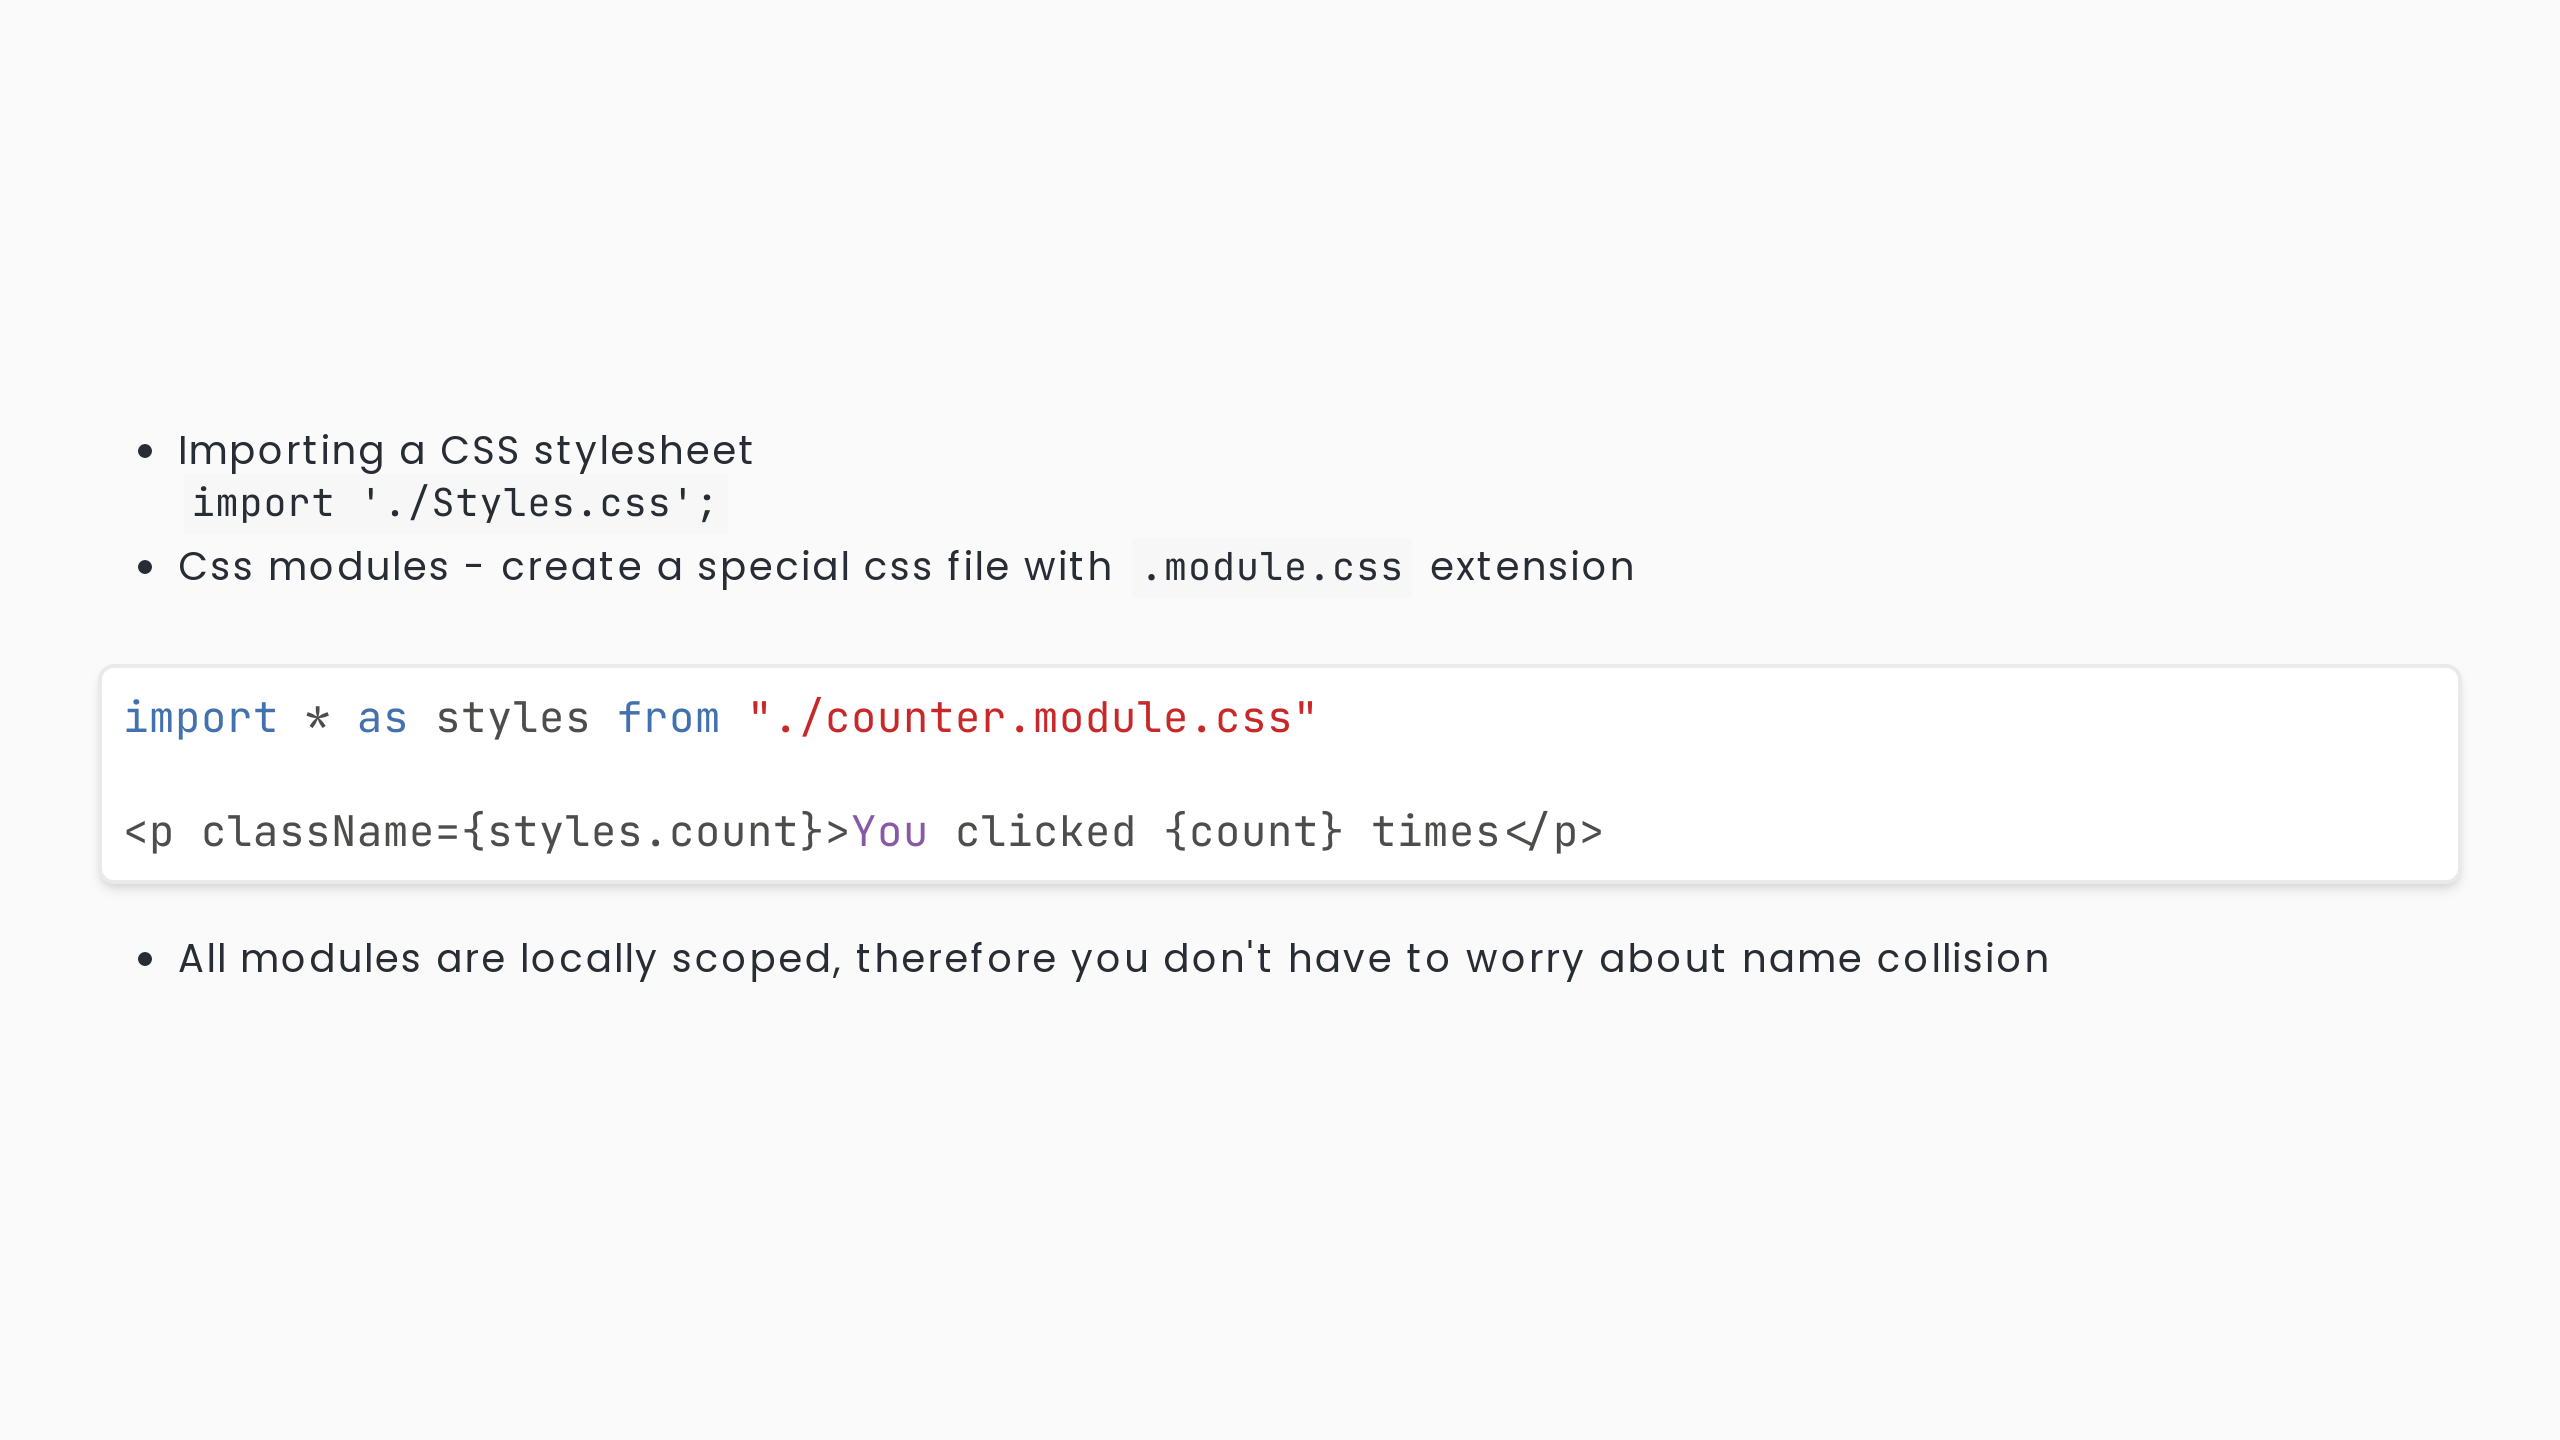 Importing a CSS stylesheet
import './Styles.css';
Css modules - create a special css file with .module.css extension
import * as styles from "./counter.module.css"
<p className={styles.count}>You clicked {count} times</p>
All modules are locally scoped, therefore you don't have to worry about name collision